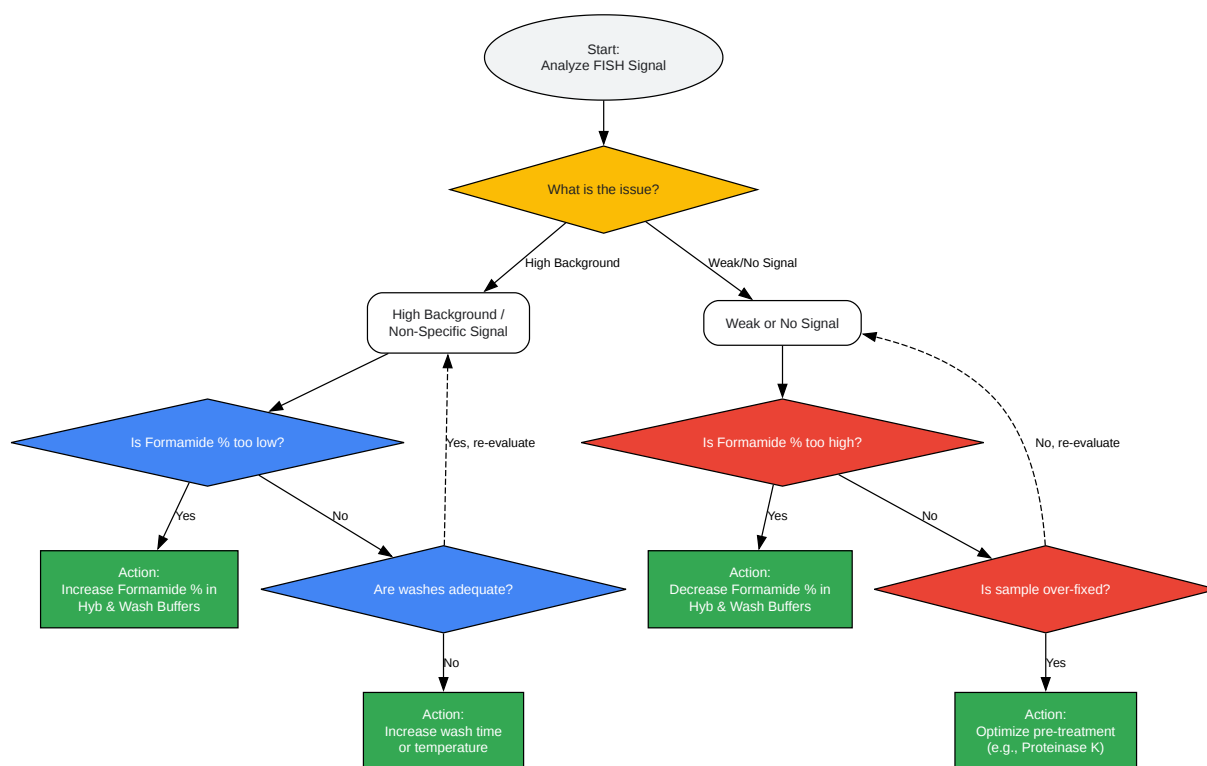 Start:
Analyze FISH Signal
What is the issue?
High Background
Weak/No Signal
High Background /
Non-Specific Signal
Weak or No Signal
Is Formamide % too low?
Yes, re-evaluate
Is Formamide % too high?
No, re-evaluate
Yes
No
Yes
No
Action:
Increase Formamide % in
Hyb & Wash Buffers
Are washes adequate?
Action:
Decrease Formamide % in
Hyb & Wash Buffers
Is sample over-fixed?
No
Yes
Action:
Increase wash time
or temperature
Action:
Optimize pre-treatment
(e.g., Proteinase K)